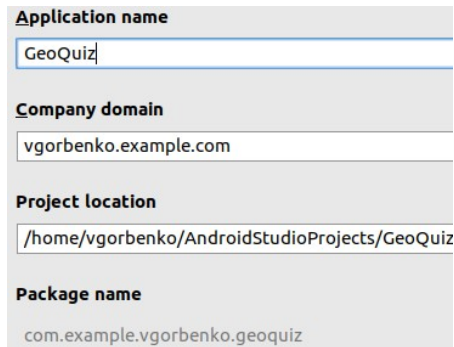 Application name
GeoQuiz
Company domain
vgorbenko.example.com
Project location
/home/vgorbenko/AndroidStudioProjects/GeoQuiz
Package name
com.example.vgorbenko.geoquiz